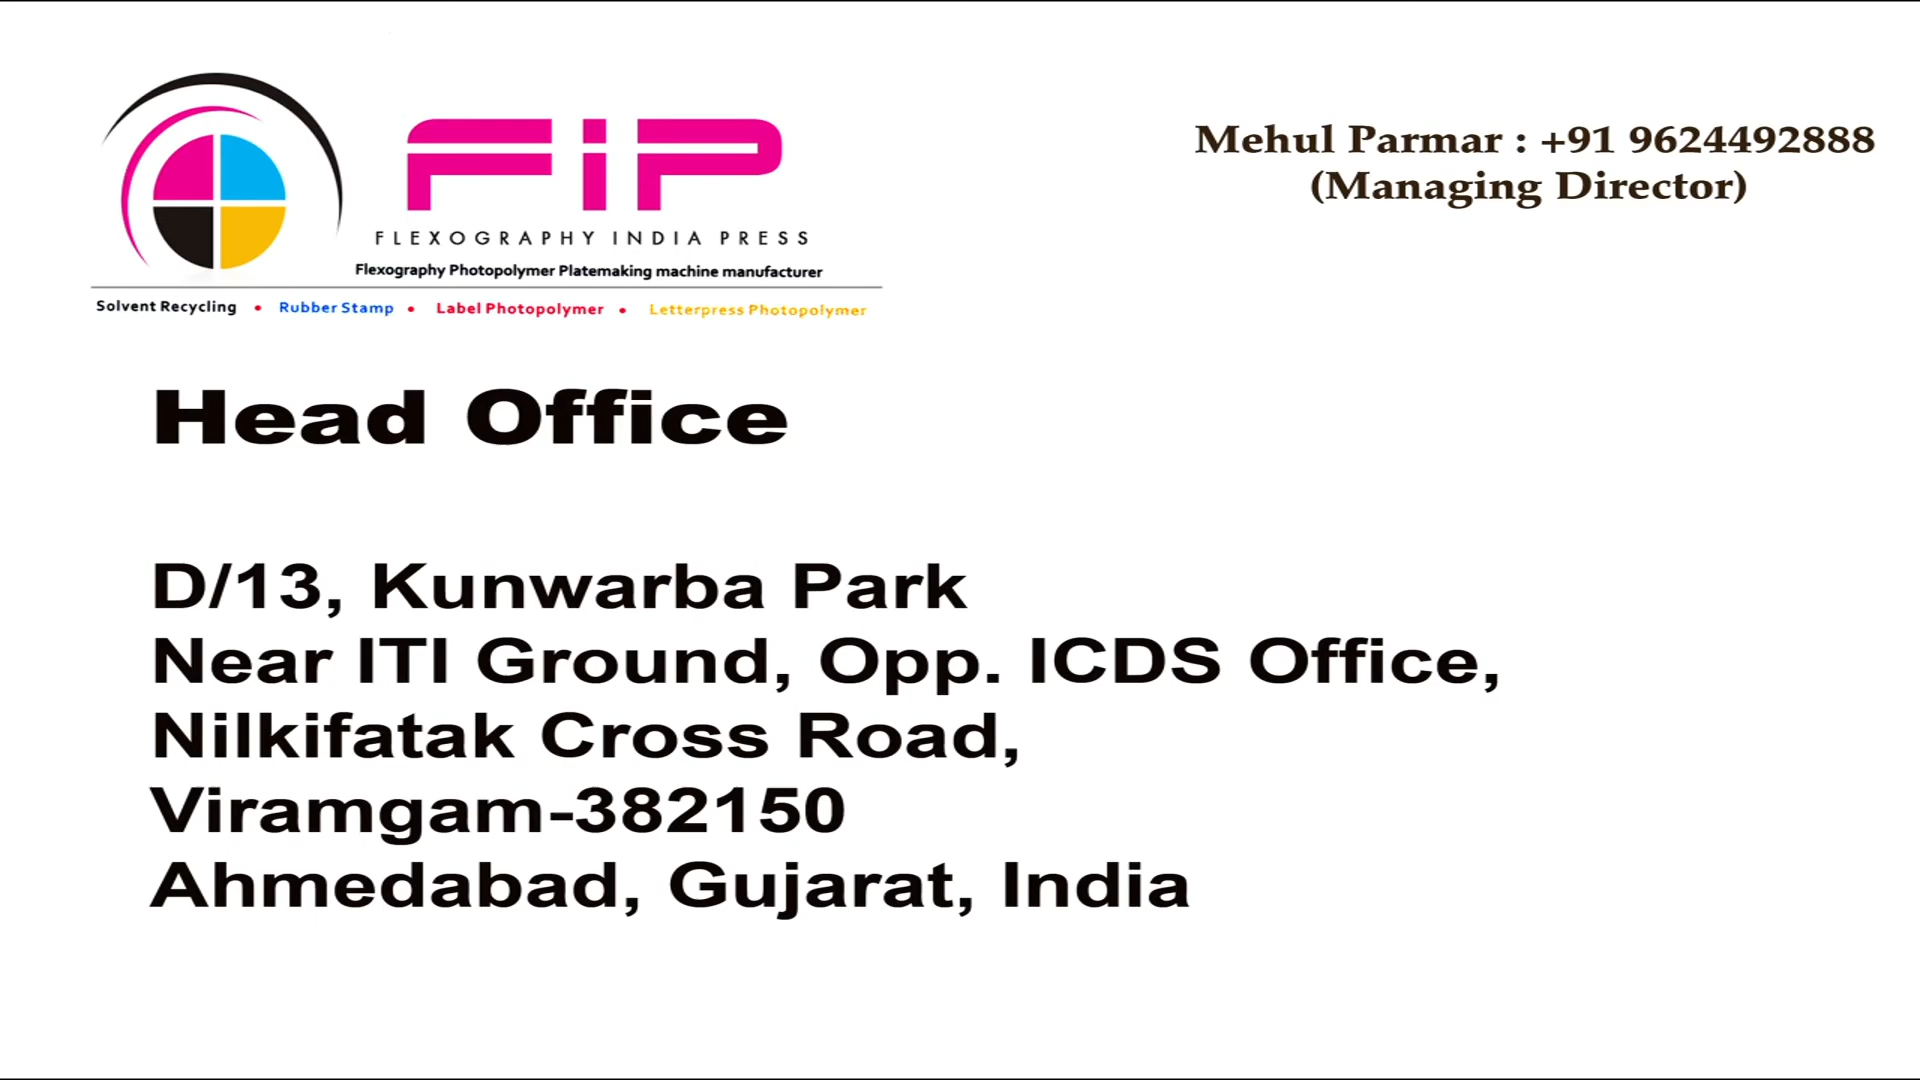 FiP
FLEXOGRAPHY INDIA PRESS
Flexography Photopolymer Platemaking machine manufacturer
Solvent Recycling • Rubber Stamp • Label Photopolymer • Letterpress Photopolymer
Mehul Parmar : +91 9624492888
(Managing Director)
Head Office
D/13, Kunwarba Park
Near ITI Ground, Opp. ICDS Office,
Nilkifatak Cross Road,
Viramgam-382150
Ahmedabad, Gujarat, India